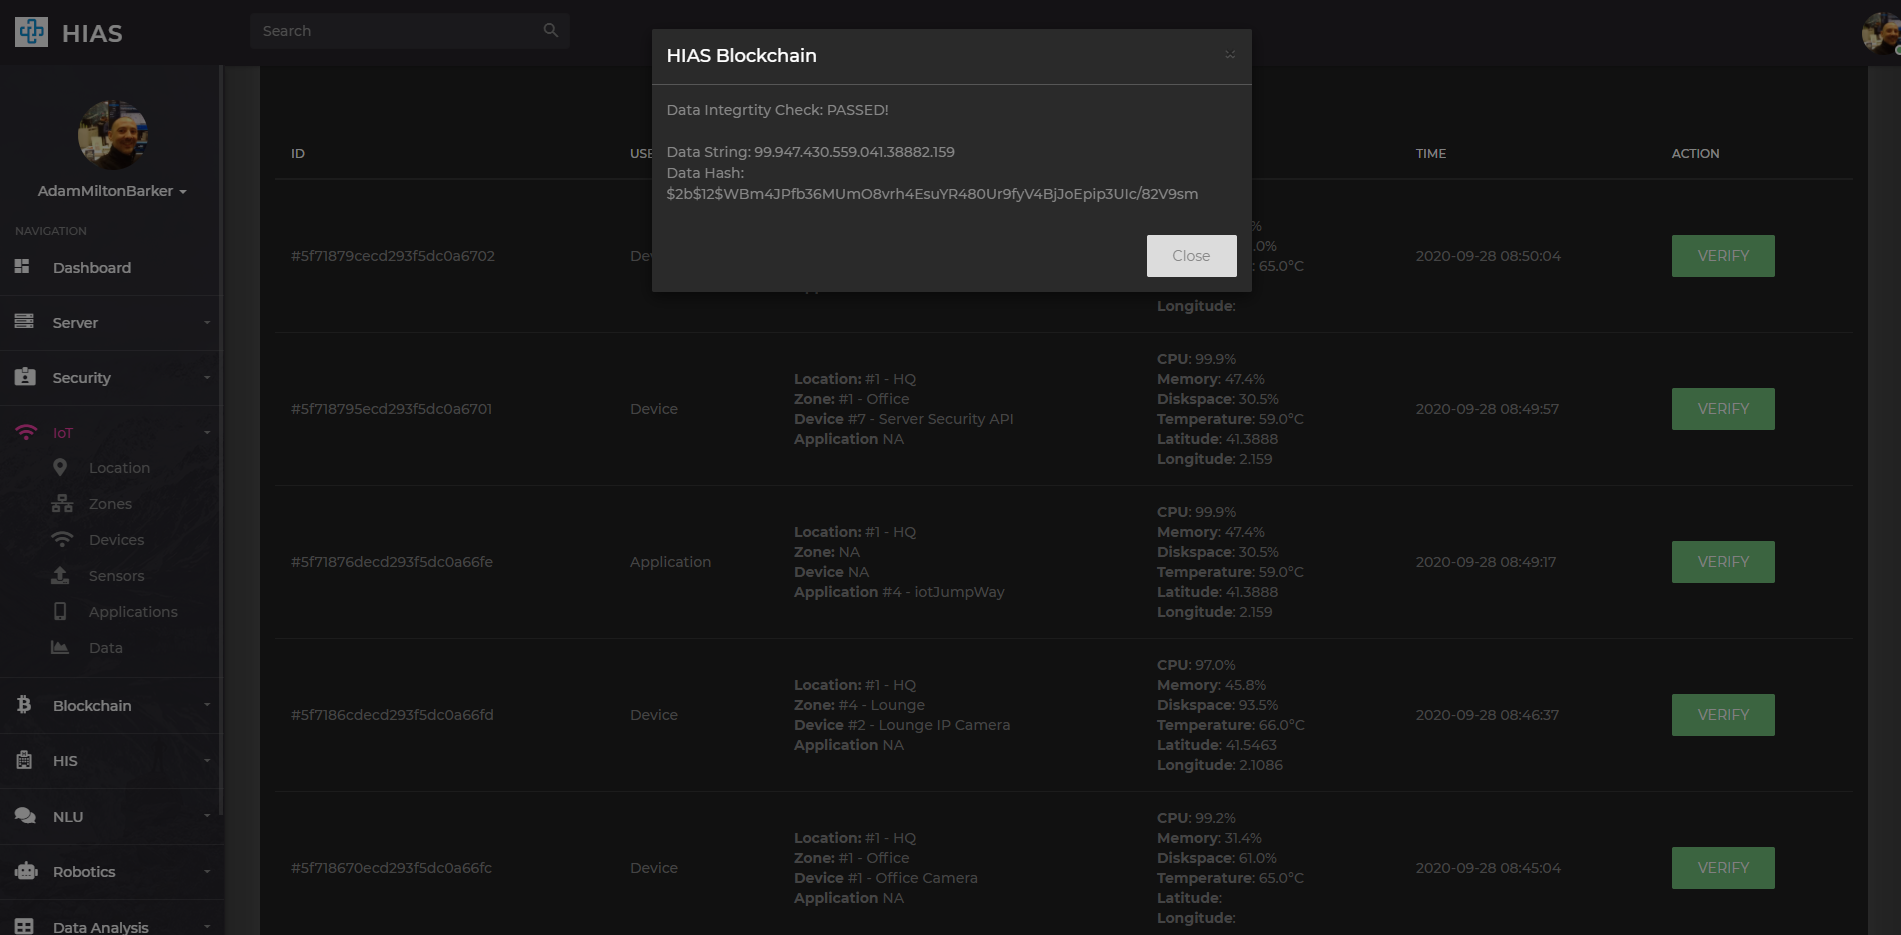 HIAS
Search
AdamMiltonBarker
NAVIGATION
Dashboard
Server
Security
IoT
Location
Zones
Devices
Sensors
Applications
Data
Blockchain
HIS
NLU
Robotics
Data Analysis
HIAS Blockchain
×
Data Integrtity Check: PASSED!
Data String: 99.947.430.559.041.38882.159
Data Hash:
$2b$12$WBm4JPfb36MUmO8vrh4EsuYR480Ur9fyV4BjJoEpip3UIc/82V9sm
Close
ID USE TIME ACTION
#5f71879cecd293f5dc0a6702
%
.0%
: 65.0°C
Longitude:
2020-09-28 08:50:04
VERIFY
#5f718795ecd293f5dc0a6701
Device
Location: #1 - HQ
Zone: #1 - Office
Device #7 - Server Security API
Application NA
CPU: 99.9%
Memory: 47.4%
Diskspace: 30.5%
Temperature: 59.0°C
Latitude: 41.3888
Longitude: 2.159
2020-09-28 08:49:57
VERIFY
#5f71876decd293f5dc0a66fe
Application
Location: #1 - HQ
Zone: NA
Device NA
Application #4 - iotJumpWay
CPU: 99.9%
Memory: 47.4%
Diskspace: 30.5%
Temperature: 59.0°C
Latitude: 41.3888
Longitude: 2.159
2020-09-28 08:49:17
VERIFY
#5f7186cdecd293f5dc0a66fd
Device
Location: #1 - HQ
Zone: #4 - Lounge
Device #2 - Lounge IP Camera
Application NA
CPU: 97.0%
Memory: 45.8%
Diskspace: 93.5%
Temperature: 66.0°C
Latitude: 41.5463
Longitude: 2.1086
2020-09-28 08:46:37
VERIFY
#5f718670ecd293f5dc0a66fc
Device
Location: #1 - HQ
Zone: #1 - Office
Device #1 - Office Camera
Application NA
CPU: 99.2%
Memory: 31.4%
Diskspace: 61.0%
Temperature: 65.0°C
Latitude:
Longitude:
2020-09-28 08:45:04
VERIFY